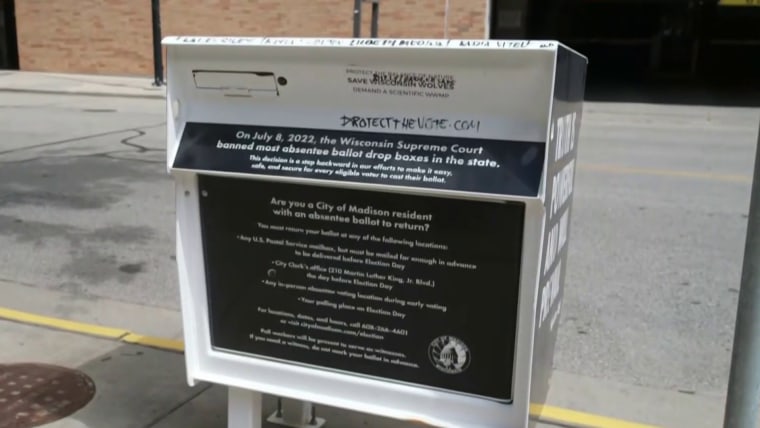 SAVE WISCONSIN WOLVES
DEMAND A SCIENTIFIC WWMP
PROTECTTHEVOTE.COM
On July 8, 2022, the Wisconsin Supreme Court
banned most absentee ballot drop boxes in the state.
This decision is a step backward in our efforts to make it easy,
safe, and secure for every eligible voter to cast their ballot.
Are you a City of Madison resident
with an absentee ballot to return?
You must return your ballot at any of the following locations:
•Any U.S. Postal Service mailbox, but must be mailed far enough in advance
to be delivered before Election Day
•City Clerk's office (210 Martin Luther King, Jr. Blvd.)
the day before Election Day
•Any in-person absentee voting location during early voting
•Your polling place on Election Day
For locations, dates, and hours, call 608-266-4601
or visit cityofmadison.com/election
Poll workers will be present to serve as witnesses.
If you need a witness, do not mark your ballot in advance.